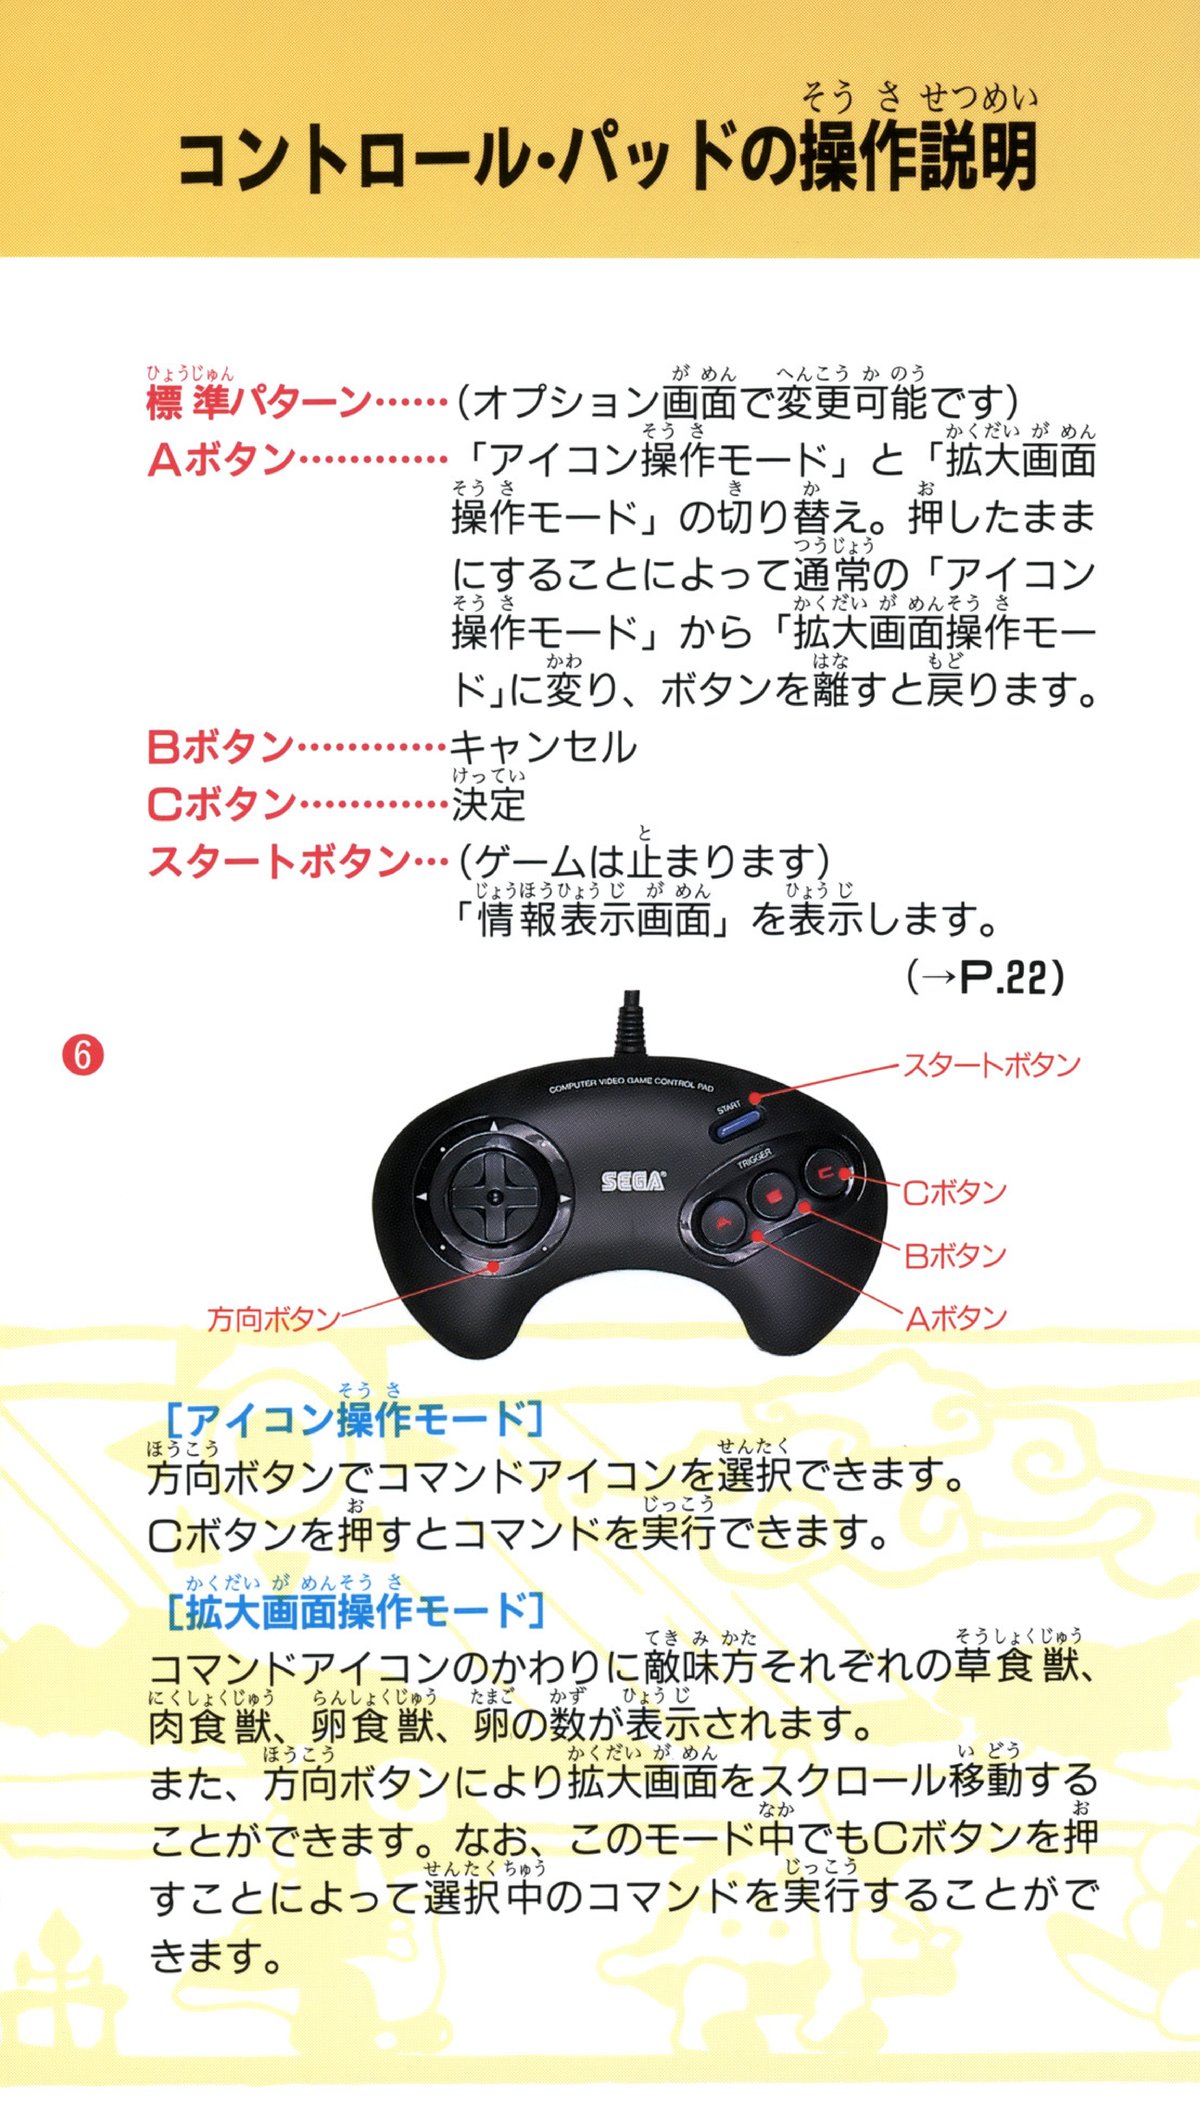 コントロール・パッドの操作説明
標準パターン……(オプション画面で変更可能です)
Aボタン…………「アイコン操作モード」と「拡大画面
操作モード」の切り替え。押したまま
にすることによって通常の「アイコン
操作モード」から「拡大画面操作モー
ド」に変り、ボタンを離すと戻ります。
Bボタン…………キャンセル
Cボタン…………決定
スタートボタン…(ゲームは止まります)
「情報表示画面」を表示します。
(→P.22)
6
COMPUTER VIDEO GAME CONTROL PAD
START
スタートボタン
TRIGGER
SEGA
C
Cボタン
B
Bボタン
A
Aボタン
方向ボタン
[アイコン操作モード]
方向ボタンでコマンドアイコンを選択できます。
Cボタンを押すとコマンドを実行できます。
[拡大画面操作モード]
コマンドアイコンのかわりに敵味方それぞれの草食獣、
肉食獣、卵食獣、卵の数が表示されます。
また、方向ボタンにより拡大画面をスクロール移動する
ことができます。なお、このモード中でもCボタンを押
すことによって選択中のコマンドを実行することがで
きます。